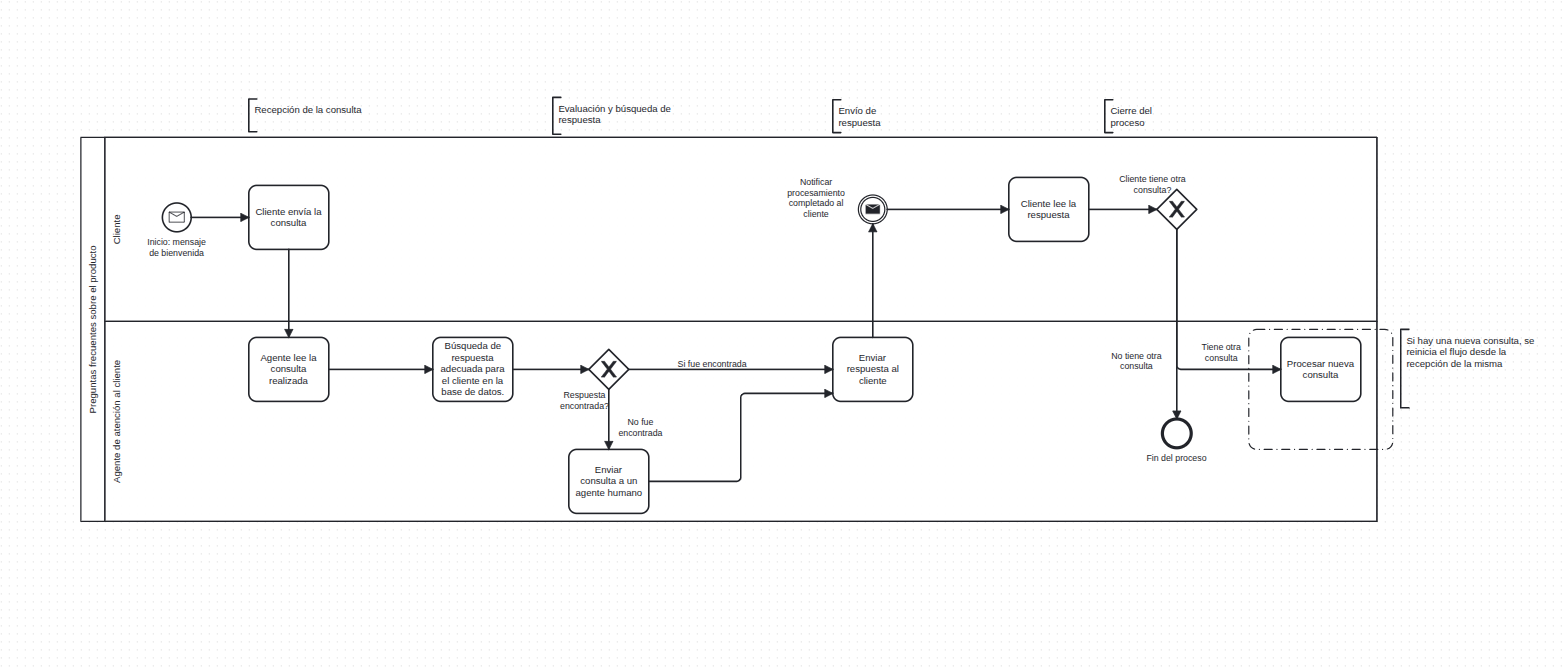 Recepción de la consulta
Evaluación y búsqueda de
respuesta
Envío de
respuesta
Cierre del
proceso
Preguntas frecuentes sobre el producto
Cliente
Inicio: mensaje
de bienvenida
Cliente envía la
consulta
Notificar
procesamiento
completado al
cliente
Cliente lee la
respuesta
Cliente tiene otra
consulta?
Agente de atención al cliente
Agente lee la
consulta
realizada
Búsqueda de
respuesta
adecuada para
el cliente en la
base de datos.
Respuesta
encontrada?
Si fue encontrada
No fue
encontrada
Enviar
consulta a un
agente humano
Enviar
respuesta al
cliente
No tiene otra
consulta
Tiene otra
consulta
Fin del proceso
Procesar nueva
consulta
Si hay una nueva consulta, se
reinicia el flujo desde la
recepción de la misma